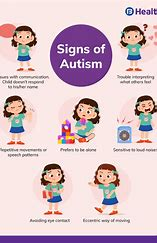 Health
Signs of
Autism
Issues with communication.
Child doesn't respond
to his/her name
Trouble interpreting
what others feel
Repetitive movements or
speech patterns
Prefers to be alone
Sensitive to loud noises
Avoiding eye contact
Eccentric way of moving